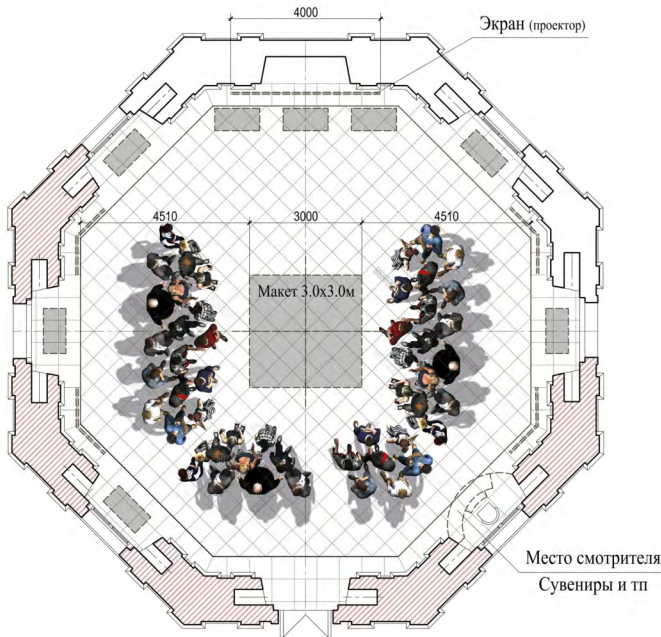 4000
Экран (проектор)
4510
3000
4510
Макет 3.0х3.0м
Место смотрителя
Сувениры и тп